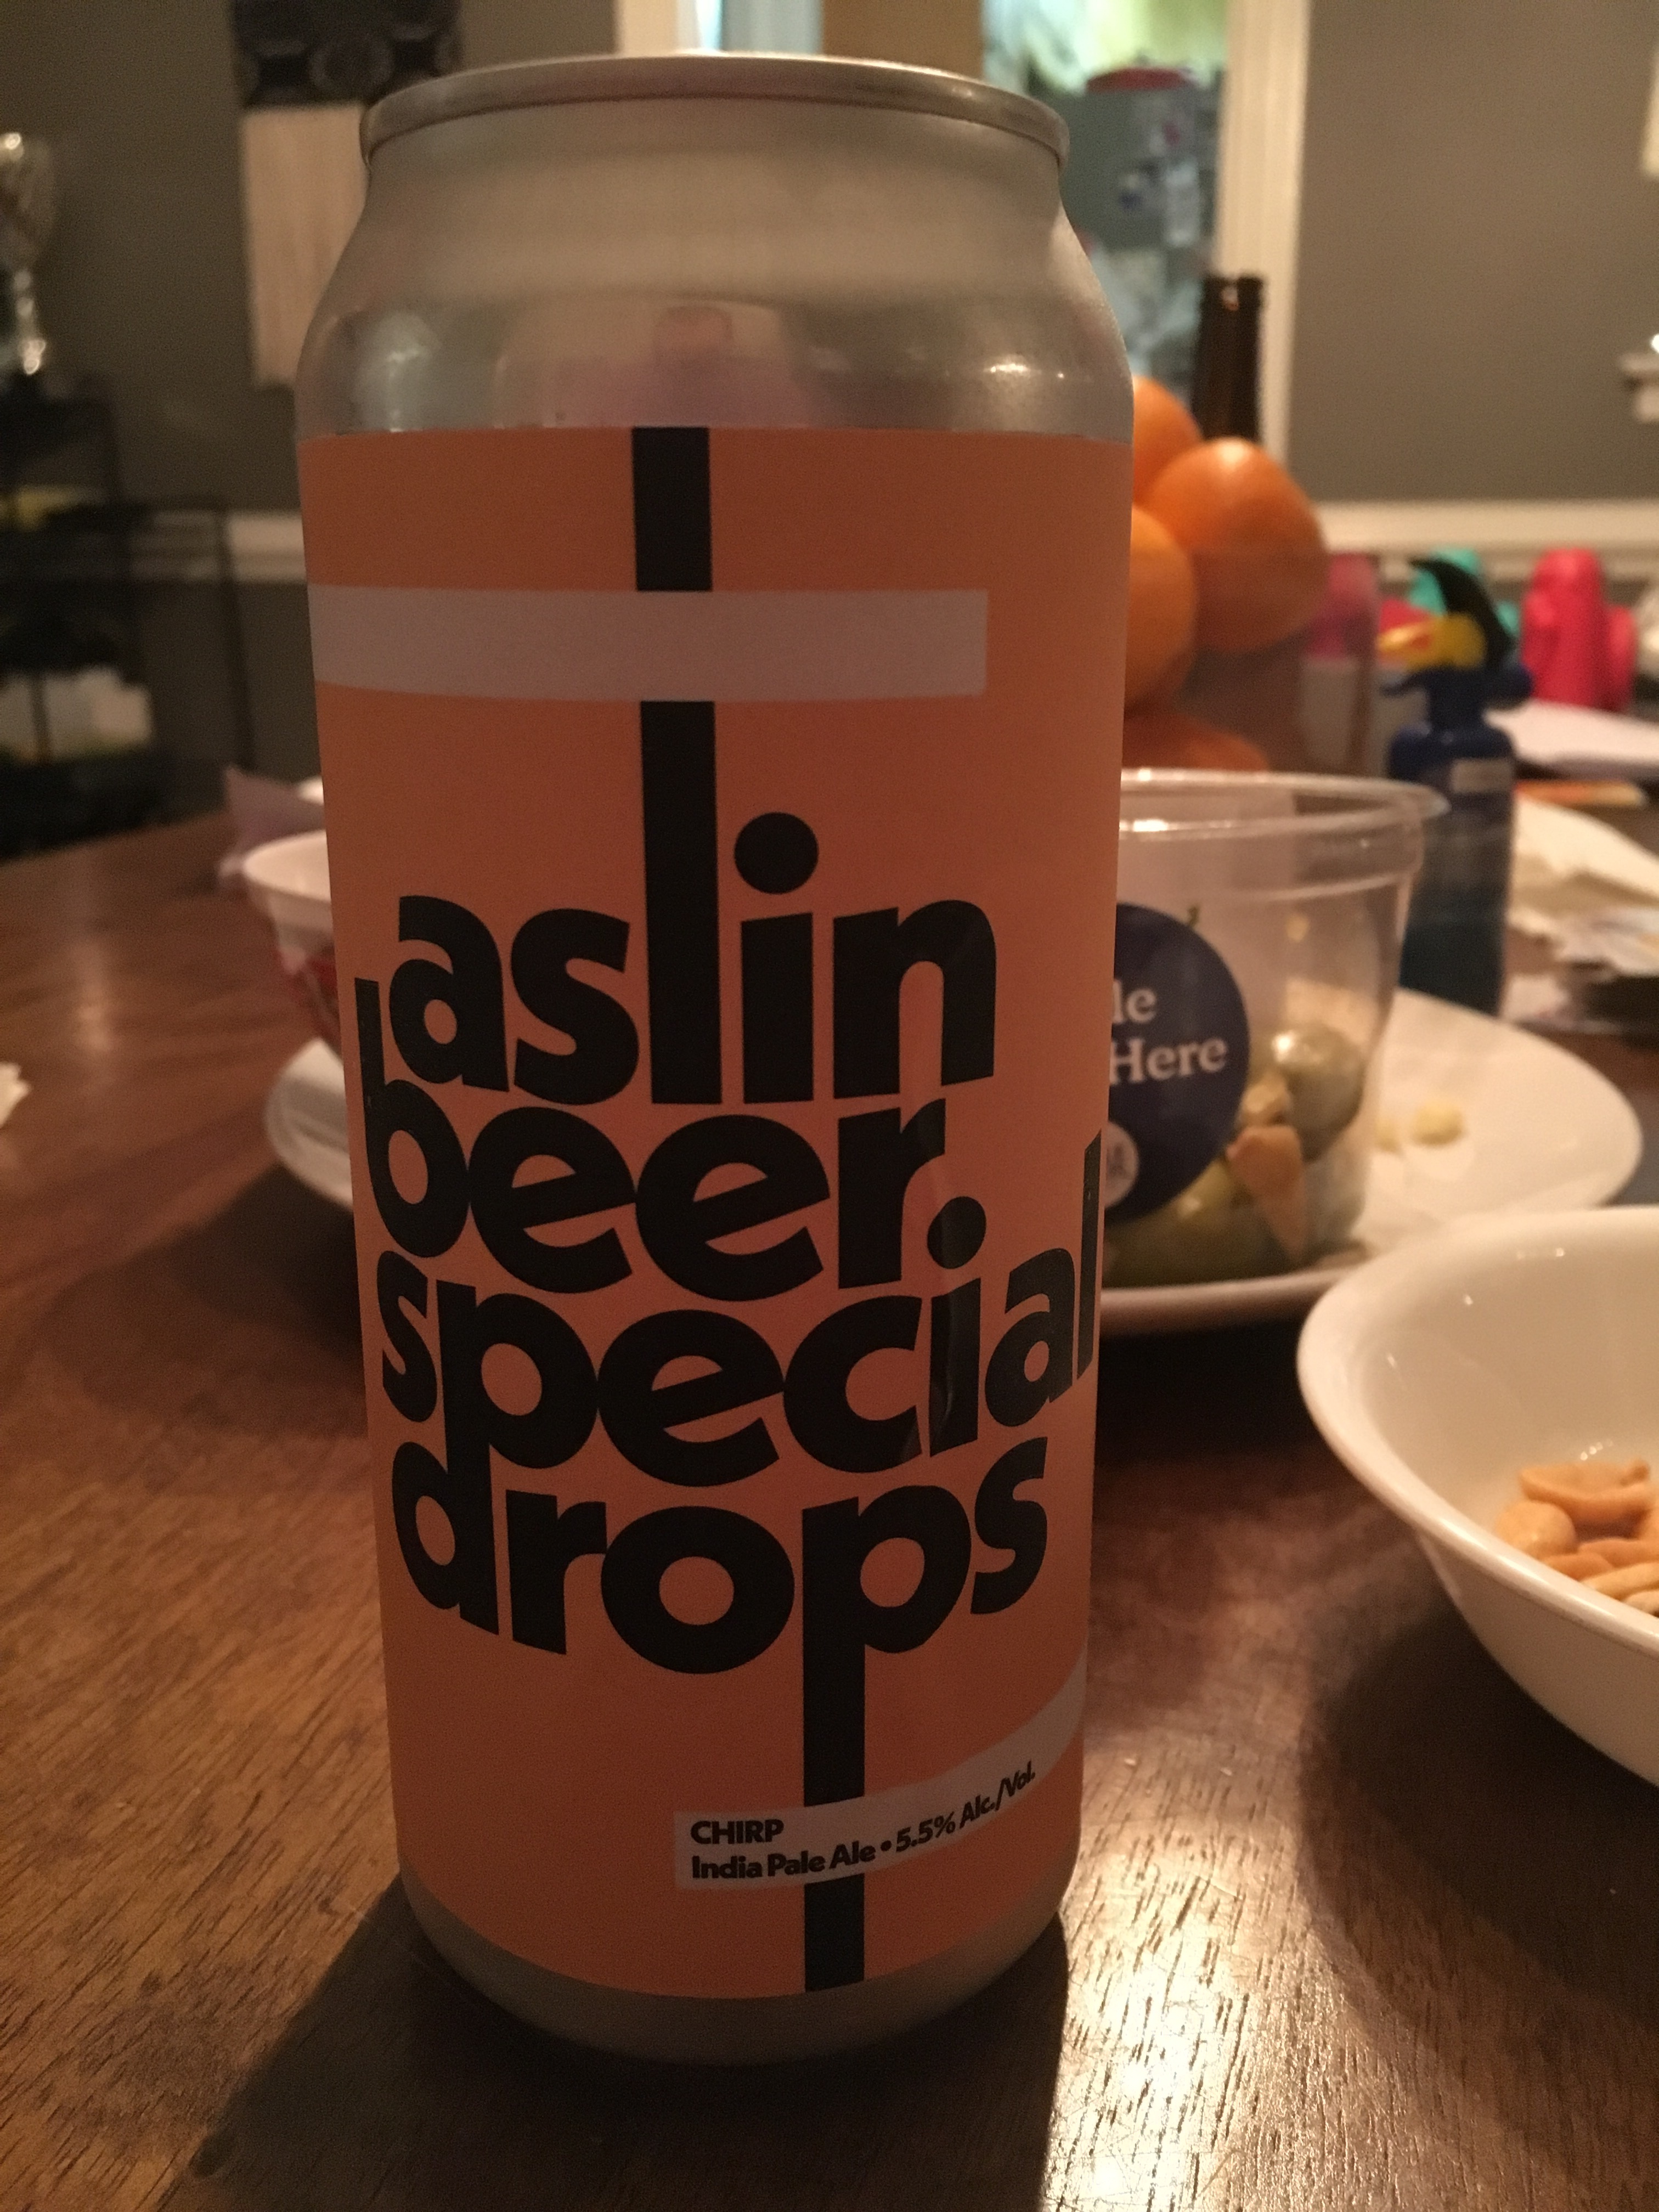 aslin
beer.
special
drops
CHIRP
India Pale Ale • 5.5% Alc./Vol.
Here